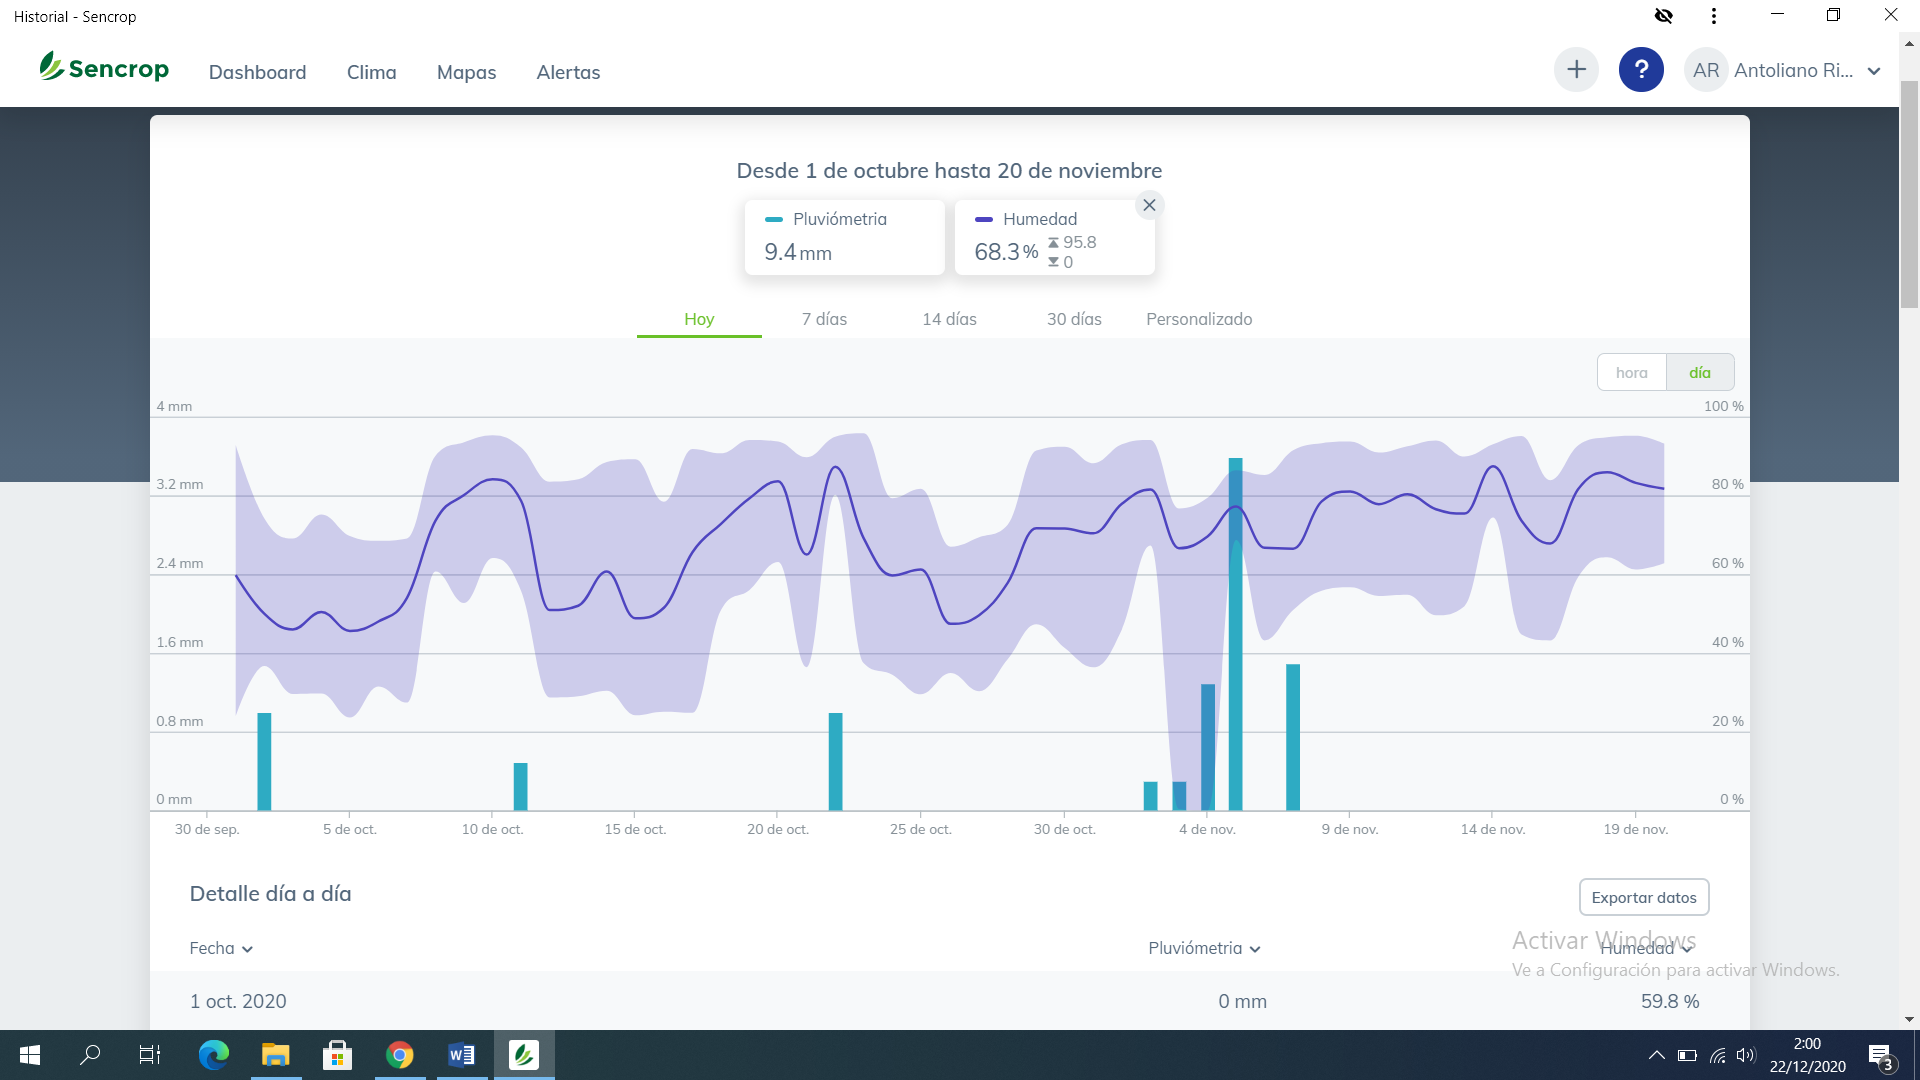 Historial - Sencrop
Sencrop Dashboard Clima Mapas Alertas + ? AR Antoliano Ri...
Desde 1 de octubre hasta 20 de noviembre
Pluviómetria
9.4 mm
Humedad
68.3 % 95.8
0
Hoy 7 días 14 días 30 días Personalizado
hora día
4 mm 100 %
3.2 mm 80 %
2.4 mm 60 %
1.6 mm 40 %
0.8 mm 20 %
0 mm 0 %
30 de sep. 5 de oct. 10 de oct. 15 de oct. 20 de oct. 25 de oct. 30 de oct. 4 de nov. 9 de nov. 14 de nov. 19 de nov.
Detalle día a día Exportar datos
Fecha Pluviómetria Humedad
Activar Windows
Ve a Configuración para activar Windows.
1 oct. 2020 0 mm 59.8 %
W 2:00
22/12/2020 3